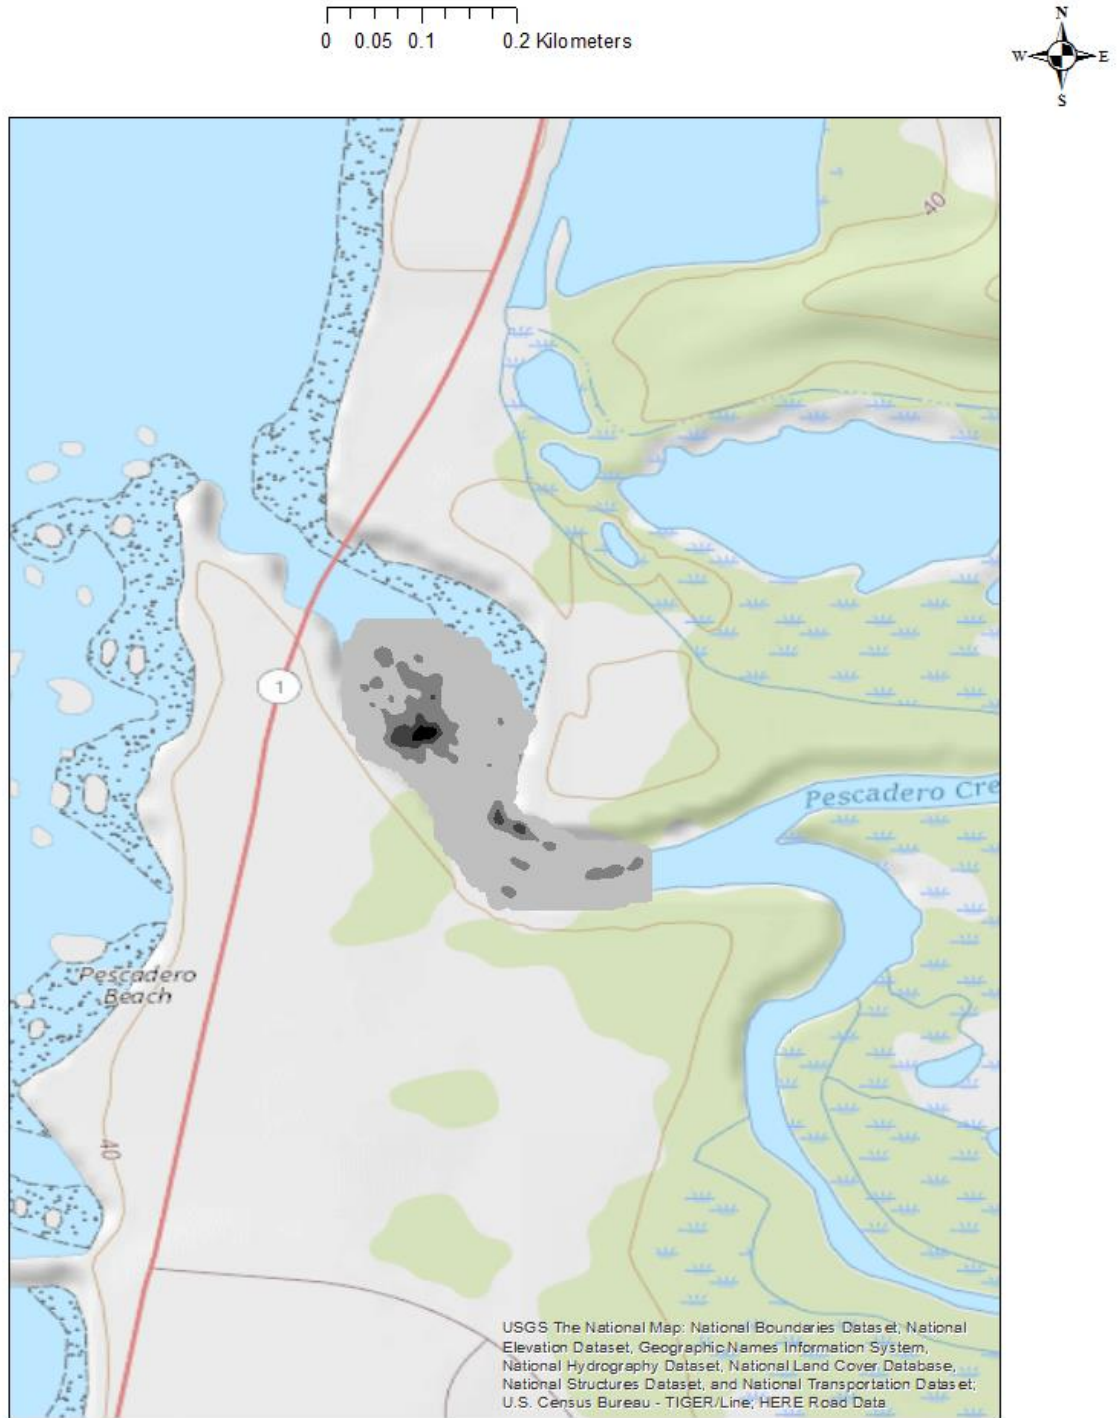 N
0 0.05 0.1 0.2 Kilometers
W E
S
40
1
Pescadero Cre
Pescadero
Beach
40
USGS The National Map: National Boundaries Dataset, National
Elevation Dataset, Geographic Names Information System,
National Hydrography Dataset, National Land Cover Database,
National Structures Dataset, and National Transportation Dataset;
U.S. Census Bureau - TIGER/Line; HERE Road Data